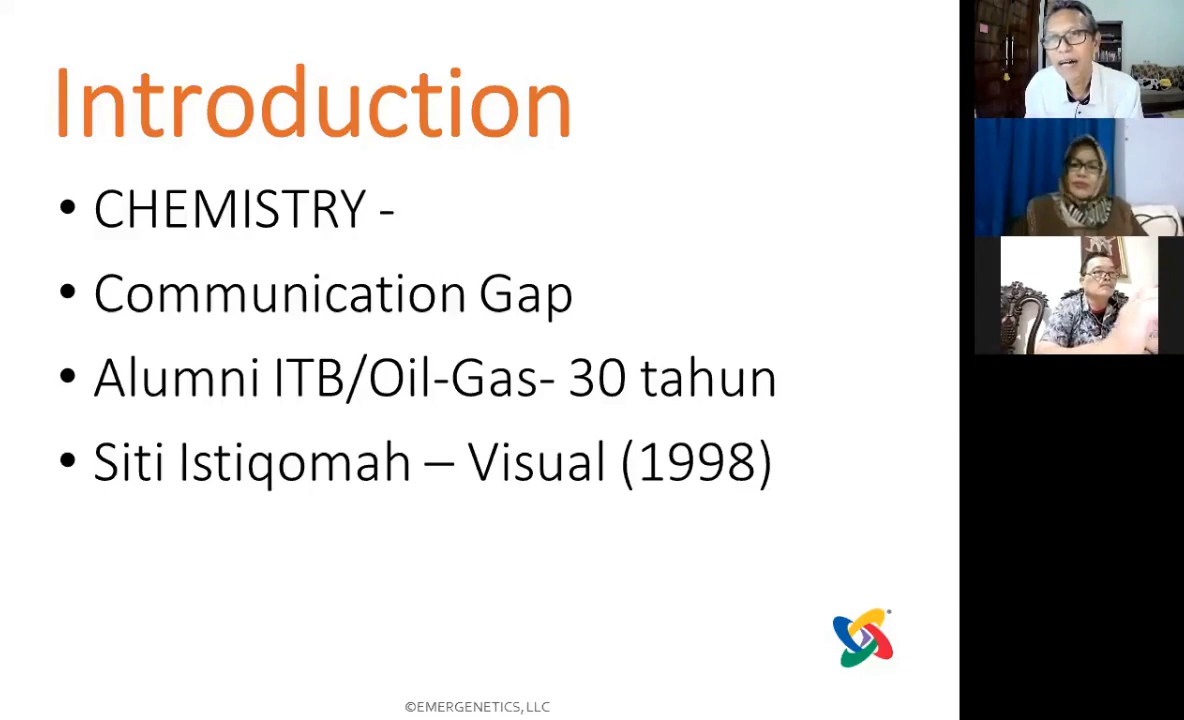 Introduction
• CHEMISTRY -
• Communication Gap
• Alumni ITB/Oil-Gas- 30 tahun
• Siti Istiqomah – Visual (1998)
©EMERGENETICS, LLC